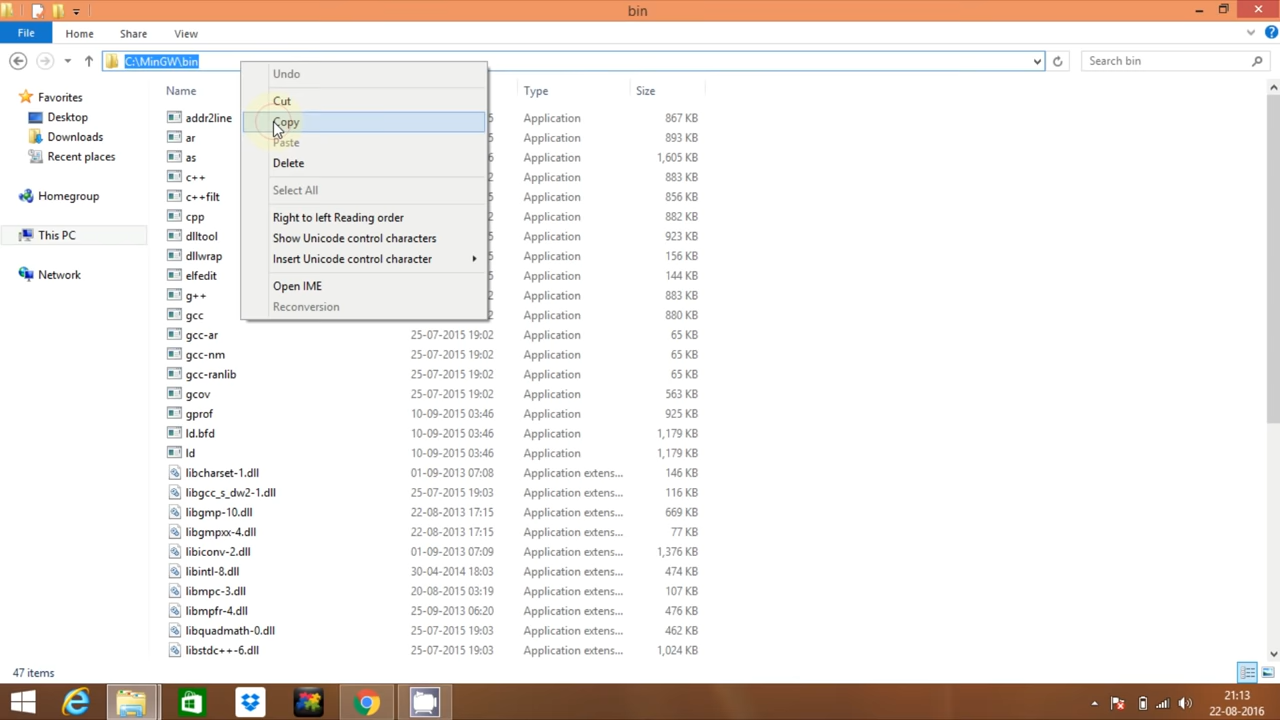 bin
File Home Share View
C:\MinGW\bin
Search bin
Name Type Size
Favorites
Desktop
Downloads
Recent places
Homegroup
This PC
Network
Undo
Cut
Copy
Paste
Delete
Select All
Right to left Reading order
Show Unicode control characters
Insert Unicode control character
Open IME
Reconversion
addr2line 5 Application 867 KB
ar 5 Application 893 KB
as 6 Application 1,605 KB
c++ 2 Application 883 KB
c++filt 5 Application 856 KB
cpp 2 Application 882 KB
dlltool 5 Application 923 KB
dllwrap 5 Application 156 KB
elfedit 5 Application 144 KB
g++ 2 Application 883 KB
gcc 2 Application 880 KB
gcc-ar 25-07-2015 19:02 Application 65 KB
gcc-nm 25-07-2015 19:02 Application 65 KB
gcc-ranlib 25-07-2015 19:02 Application 65 KB
gcov 25-07-2015 19:02 Application 563 KB
gprof 10-09-2015 03:46 Application 925 KB
ld.bfd 10-09-2015 03:46 Application 1,179 KB
ld 10-09-2015 03:46 Application 1,179 KB
libcharset-1.dll 01-09-2013 07:08 Application extens... 146 KB
libgcc_s_dw2-1.dll 25-07-2015 19:03 Application extens... 116 KB
libgmp-10.dll 22-08-2013 17:15 Application extens... 669 KB
libgmpxx-4.dll 22-08-2013 17:15 Application extens... 77 KB
libiconv-2.dll 01-09-2013 07:09 Application extens... 1,376 KB
libintl-8.dll 30-04-2014 18:03 Application extens... 474 KB
libmpc-3.dll 20-08-2015 03:19 Application extens... 107 KB
libmpfr-4.dll 25-09-2013 06:20 Application extens... 476 KB
libquadmath-0.dll 25-07-2015 19:03 Application extens... 462 KB
libstdc++-6.dll 25-07-2015 19:03 Application extens... 1,024 KB
47 items
21:13
22-08-2016